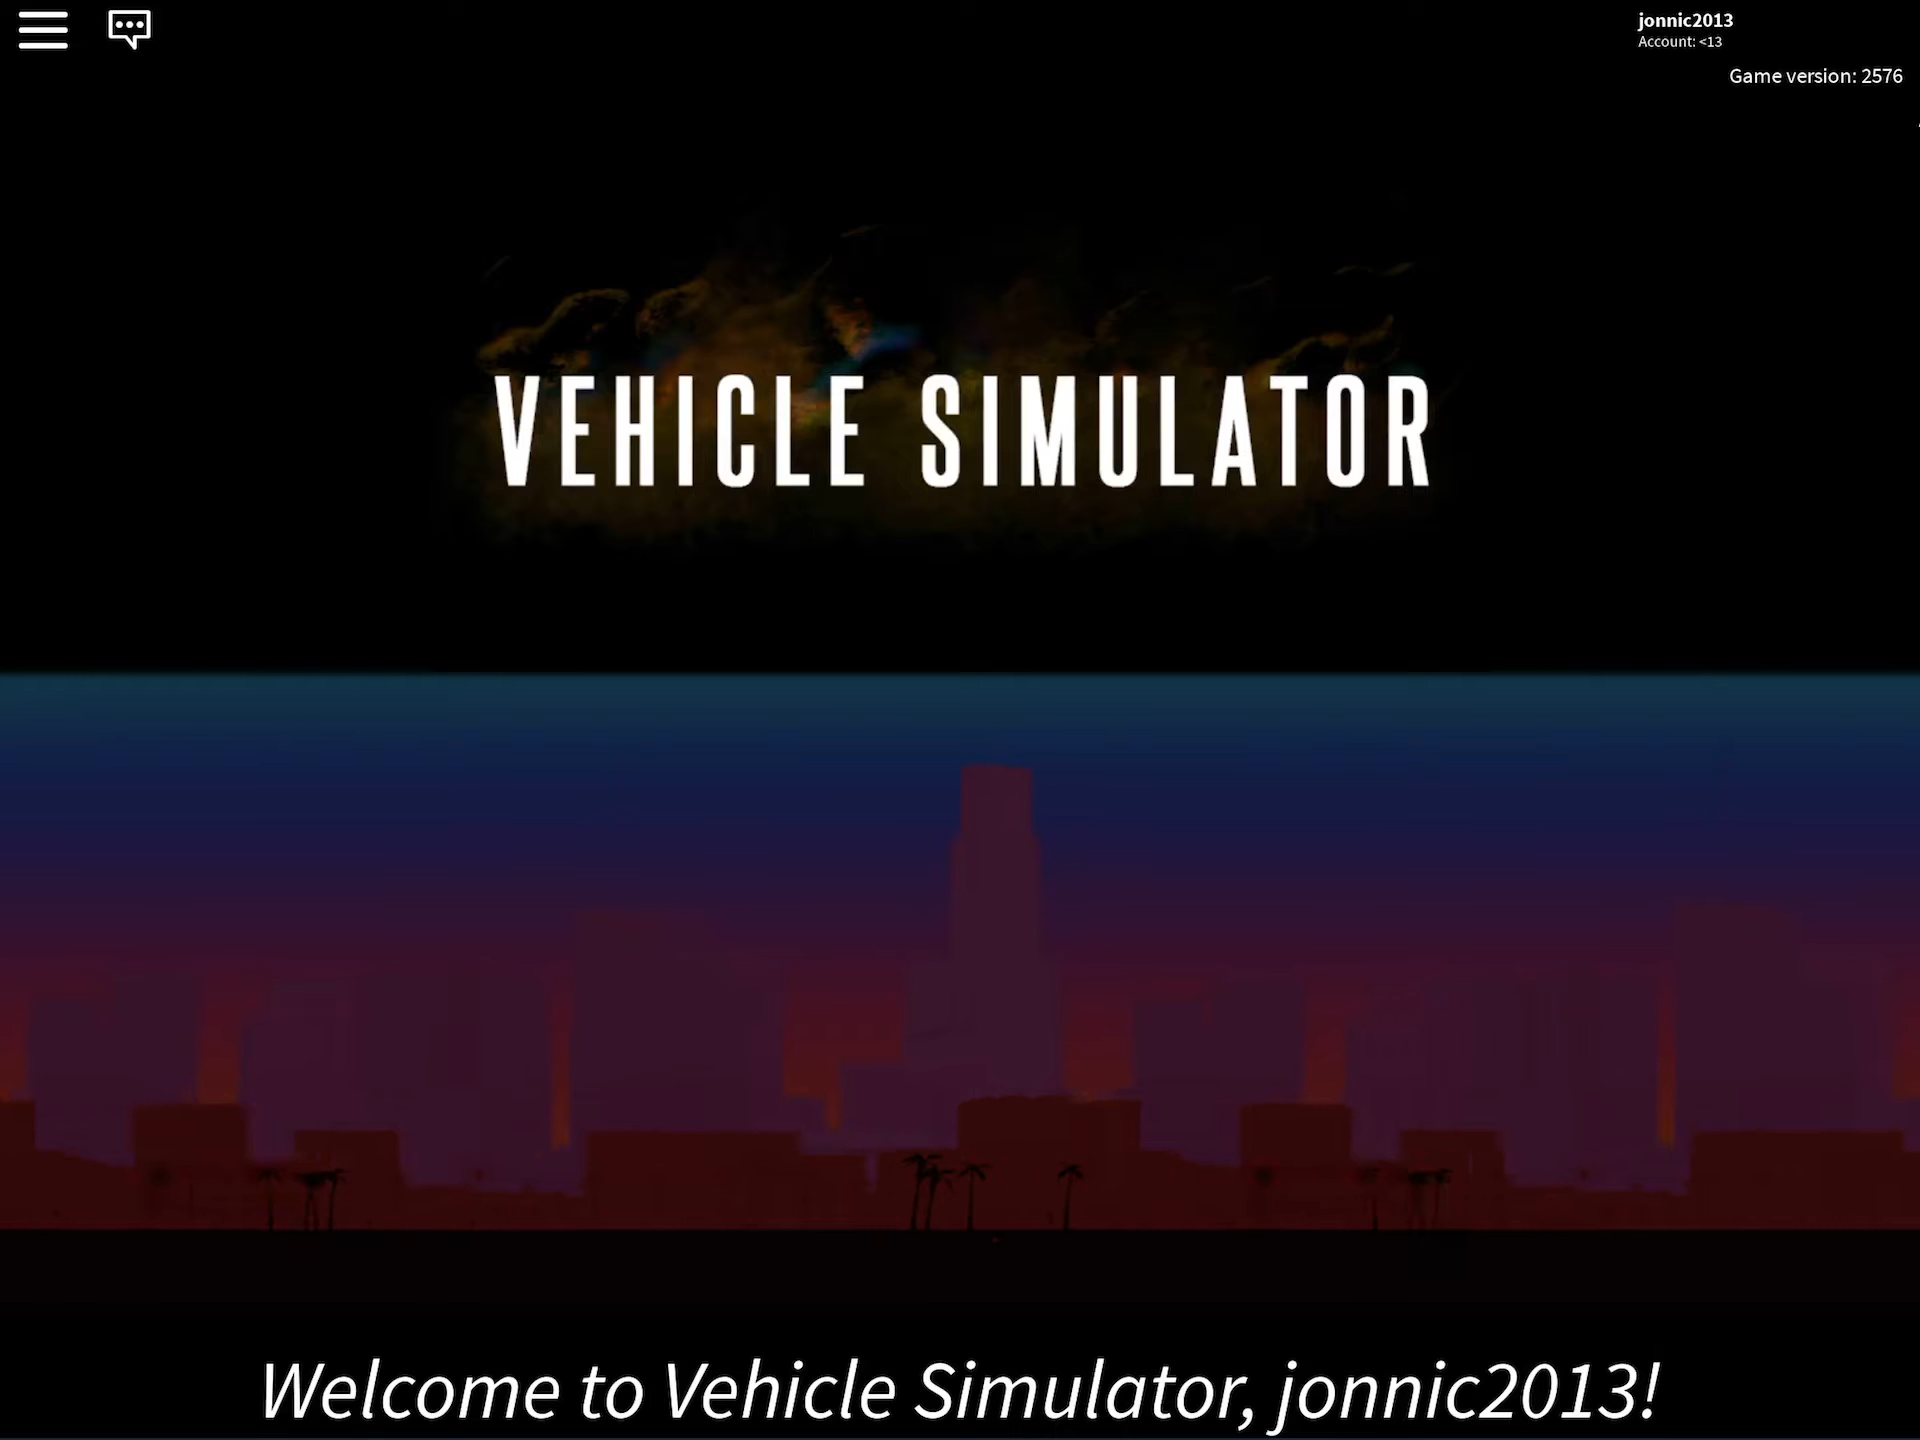 jonnic2013
Account: <13
Game version: 2576
VEHICLE SIMULATOR
Welcome to Vehicle Simulator, jonnic2013!